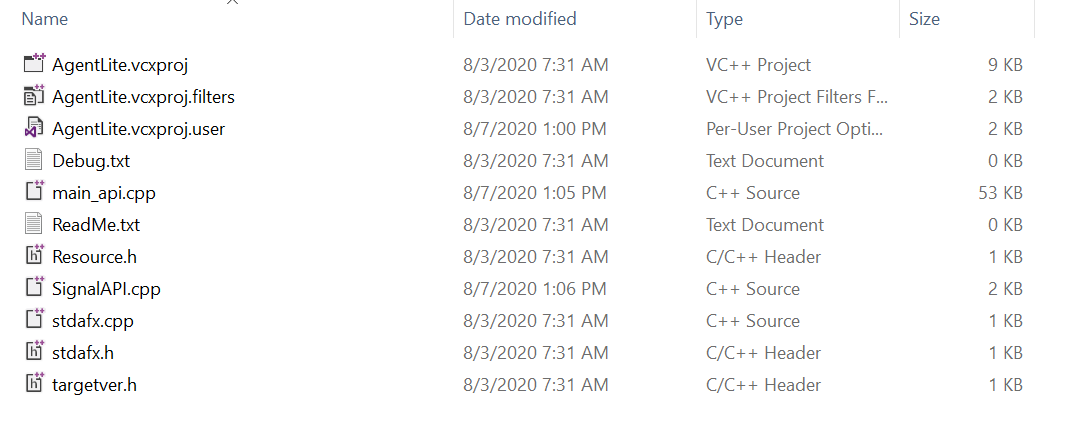 Name Date modified Type Size
AgentLite.vcxproj 8/3/2020 7:31 AM VC++ Project 9 KB
AgentLite.vcxproj.filters 8/3/2020 7:31 AM VC++ Project Filters F... 2 KB
AgentLite.vcxproj.user 8/7/2020 1:00 PM Per-User Project Opti... 2 KB
Debug.txt 8/3/2020 7:31 AM Text Document 0 KB
main_api.cpp 8/7/2020 1:05 PM C++ Source 53 KB
ReadMe.txt 8/3/2020 7:31 AM Text Document 0 KB
Resource.h 8/3/2020 7:31 AM C/C++ Header 1 KB
SignalAPI.cpp 8/7/2020 1:06 PM C++ Source 2 KB
stdafx.cpp 8/3/2020 7:31 AM C++ Source 1 KB
stdafx.h 8/3/2020 7:31 AM C/C++ Header 1 KB
targetver.h 8/3/2020 7:31 AM C/C++ Header 1 KB